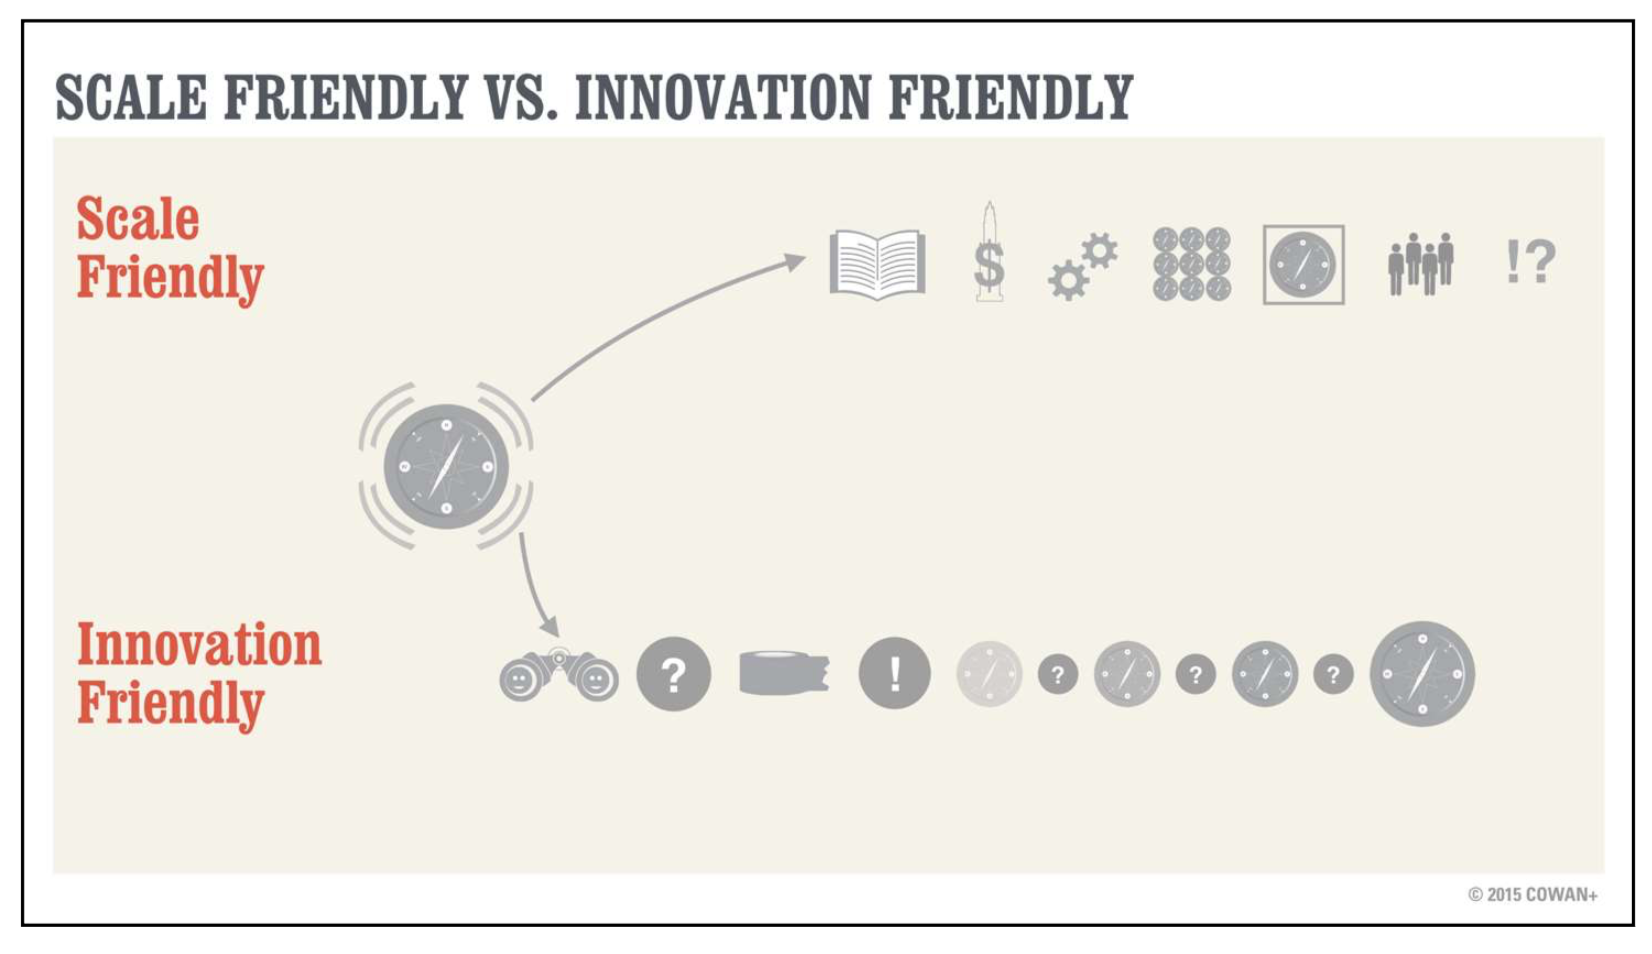 SCALE FRIENDLY VS. INNOVATION FRIENDLY
Scale
Friendly
$
!?
Innovation
Friendly
?
!
?
?
?
© 2015 COWAN+